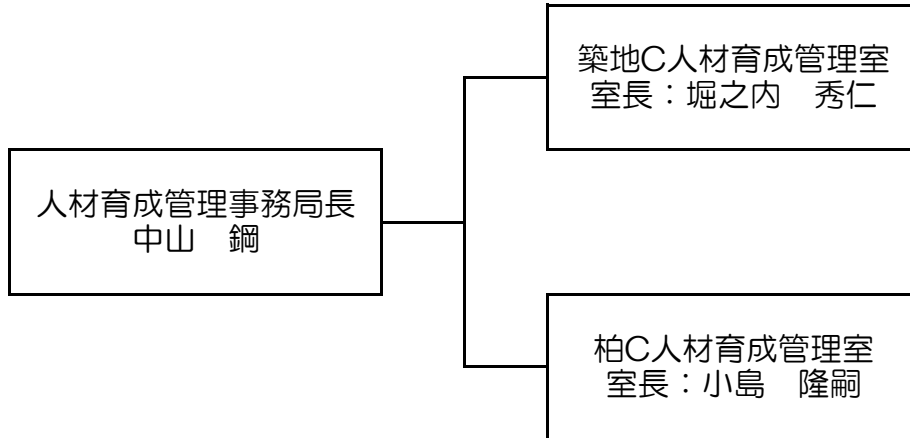 築地C人材育成管理室
室長：堀之内　秀仁
人材育成管理事務局長
中山　鋼
柏C人材育成管理室
室長：小島　隆嗣